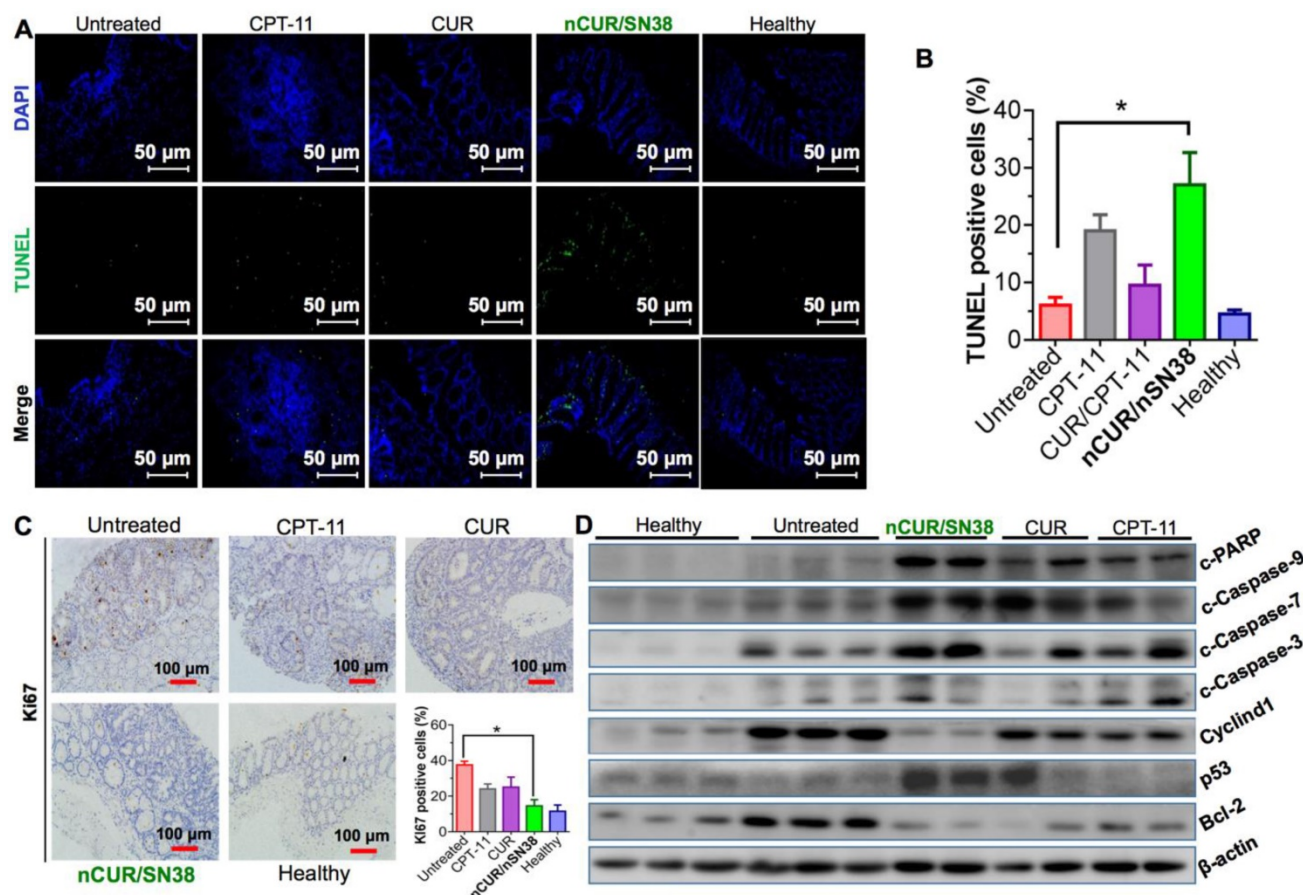 A
Untreated CPT-11 CUR nCUR/SN38 Healthy
DAPI
50 µm 50 µm 50 µm 50 µm 50 µm
TUNEL
50 µm 50 µm 50 µm 50 µm 50 µm
Merge
50 µm 50 µm 50 µm 50 µm 50 µm
B
TUNEL positive cells (%)
40
30
20
10
0
*
Untreated
CPT-11
CUR/CPT-11
nCUR/nSN38
Healthy
C
Untreated CPT-11 CUR
Ki67
100 µm 100 µm 100 µm
100 µm 100 µm
nCUR/SN38 Healthy
KI67 positive cells (%)
60
40
20
0
*
Untreated
CPT-11
CUR
nCUR/nSN38
Healthy
D
Healthy Untreated nCUR/SN38 CUR CPT-11
c-PARP
c-Caspase-9
c-Caspase-7
c-Caspase-3
Cyclind1
p53
Bcl-2
β-actin